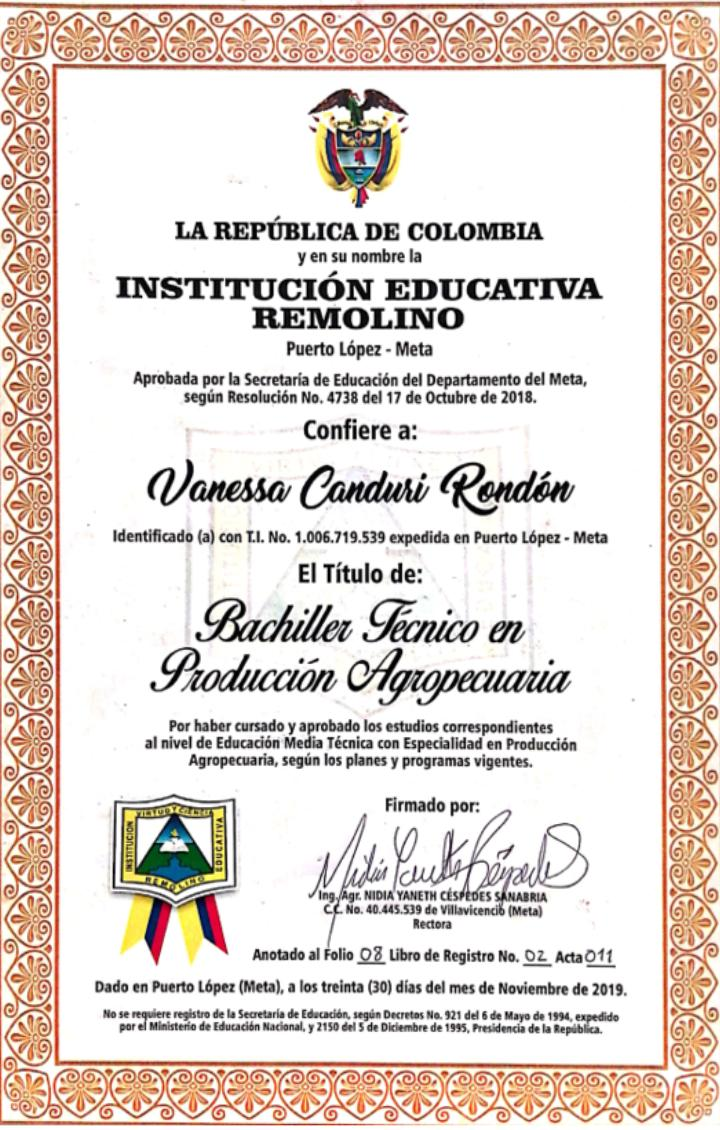 LA REPÚBLICA DE COLOMBIA
y en su nombre la
INSTITUCIÓN EDUCATIVA
REMOLINO
Puerto López - Meta
Aprobada por la Secretaría de Educación del Departamento del Meta,
según Resolución No. 4738 del 17 de Octubre de 2018.
Confiere a:
Vanessa Canduri Rondón
Identificado (a) con T.I. No. 1.006.719.539 expedida en Puerto López - Meta
El Título de:
Bachiller Técnico en
Producción Agropecuaria
Por haber cursado y aprobado los estudios correspondientes
al nivel de Educación Media Técnica con Especialidad en Producción
Agropecuaria, según los planes y programas vigentes.
VIRTUD Y CIENCIA
INSTITUCION
EDUCATIVA
REMOLINO
Firmado por:
Nidia Yaneth Céspedes S
Ing. Agr. NIDIA YANETH CÉSPEDES SANABRIA
C.C. No. 40.445.539 de Villavicencio (Meta)
Rectora
Anotado al Folio 08 Libro de Registro No. 02 Acta 011
Dado en Puerto López (Meta), a los treinta (30) días del mes de Noviembre de 2019.
No se requiere registro de la Secretaría de Educación, según Decretos No. 921 del 6 de Mayo de 1994, expedido
por el Ministerio de Educación Nacional, y 2150 del 5 de Diciembre de 1995, Presidencia de la República.